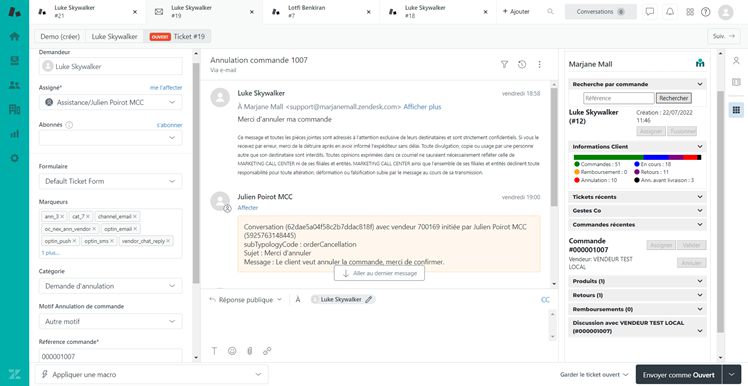 Luke Skywalker
#21
Luke Skywalker
#19
Lotfi Benkiran
#7
Luke Skywalker
#18
+ Ajouter
Conversations 0
Demo (créer)
Luke Skywalker
OUVERT Ticket #19
Suiv.
Demandeur
Luke Skywalker
Assigné*
me l'affecter
Assistance/Julien Poirot MCC
Abonnés
s'abonner
Formulaire
Default Ticket Form
Marqueurs
ann_3 × cat_7 × channel_email ×
oc_nex_ann_vendor × optin_email ×
optin_push × optin_sms × vendor_chat_reply ×
1 plus...
Catégorie
Demande d'annulation
Motif Annulation de commande
Autre motif
Référence commande*
000001007
Appliquer une macro
Annulation commande 1007
Via e-mail
Luke Skywalker
vendredi 18:58
À Marjane Mall <support@marjanemall.zendesk.com> Afficher plus
Merci d'annuler ma commande
Ce message et toutes les pièces jointes sont adressés à l'attention exclusive de leurs destinataires et sont strictement confidentiels. Si vous le
recevez par erreur, merci de le détruire après en avoir informé l'expéditeur sans délai. Toute divulgation, copie ou usage par une personne
autre que son destinataire sont interdits. Toutes opinions exprimées dans ce courriel ne sauraient nécessairement refléter celle de
MARKETING CALL CENTER ni de ses filiales et entités. MARKETING CALL CENTER ainsi que l'ensemble de ses filiales et entités déclinent toute
responsabilité pour toute altération, déformation ou falsification subie par le message au cours de sa transmission.
Julien Poirot MCC
vendredi 19:00
Affecter
Conversation (62dae5a04f58c2b7ddac818f) avec vendeur 700169 initiée par Julien Poirot MCC
(5925763148445)
subTypologyCode : orderCancellation
Sujet : Merci d'annuler
Message : Le client veut annuler la commande, merci de confirmer.
Aller au dernier message
Réponse publique
À
Luke Skywalker
CC
Marjane Mall
Recherche par commande
Référence
Rechercher
Luke Skywalker
(#12)
Création : 22/07/2022
11:46
Assigner
Fusionner
Informations Client
Commandes : 51
En cours : 18
Remboursement : 0
Retours : 11
Annulation : 10
Ann. avant livraison : 3
Tickets récents
Gestes Co
Commandes récentes
Commande
#000001007
Assigner
Valider
Vendeur: VENDEUR TEST
LOCAL
Annuler
Produits (1)
Retours (1)
Remboursements (0)
Discussion avec VENDEUR TEST LOCAL
(#000001007)
Garder le ticket ouvert
Envoyer comme Ouvert